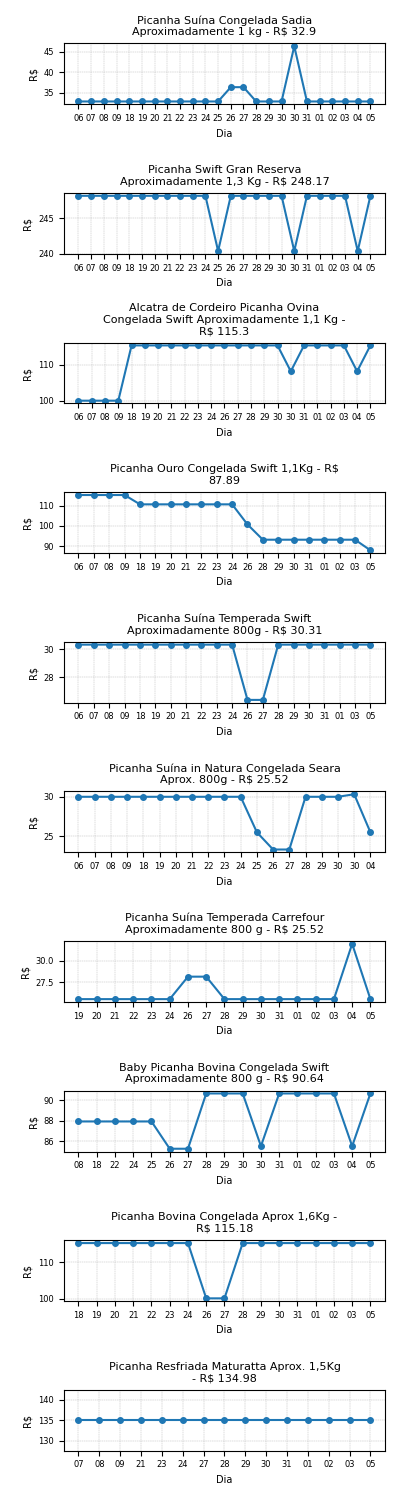 Picanha Suína Congelada Sadia
Aproximadamente 1 kg - R$ 32.9
45
40
35
R$
06 07 08 09 18 19 20 21 22 23 24 25 26 27 28 30 30 31 01 02 03 04 05
Dia
Picanha Swift Gran Reserva
Aproximadamente 1,3 Kg - R$ 248.17
245
240
R$
06 07 08 09 18 19 20 21 22 23 24 25 26 27 28 29 30 30 31 01 02 03 04 05
Dia
Alcatra de Cordeiro Picanha Ovina
Congelada Swift Aproximadamente 1,1 Kg -
R$ 115.3
110
100
R$
06 07 08 09 18 19 20 21 22 23 24 26 27 28 29 30 30 31 01 02 03 04 05
Dia
Picanha Ouro Congelada Swift 1,1Kg - R$
87.89
110
100
90
R$
06 07 08 09 18 19 20 21 22 23 24 26 28 29 30 31 01 02 03 05
Dia
Picanha Suína Temperada Swift
Aproximadamente 800g - R$ 30.31
30
28
R$
06 07 08 09 18 19 20 21 22 23 24 26 27 28 29 30 31 01 03 05
Dia
Picanha Suína in Natura Congelada Seara
Aprox. 800g - R$ 25.52
30
25
R$
06 07 08 09 18 19 20 21 22 23 24 25 26 27 28 29 30 30 04
Dia
Picanha Suína Temperada Carrefour
Aproximadamente 800 g - R$ 25.52
30.0
27.5
R$
19 20 21 22 23 24 26 27 28 29 30 31 01 02 03 04 05
Dia
Baby Picanha Bovina Congelada Swift
Aproximadamente 800 g - R$ 90.64
90
88
86
R$
08 18 22 24 25 26 27 28 29 30 30 31 01 02 03 04 05
Dia
Picanha Bovina Congelada Aprox 1,6Kg -
R$ 115.18
110
100
R$
18 19 20 21 22 23 24 26 27 28 29 30 31 01 02 03 05
Dia
Picanha Resfriada Maturatta Aprox. 1,5Kg
- R$ 134.98
140
135
130
R$
07 08 09 21 23 24 27 28 29 30 31 01 02 03 05
Dia